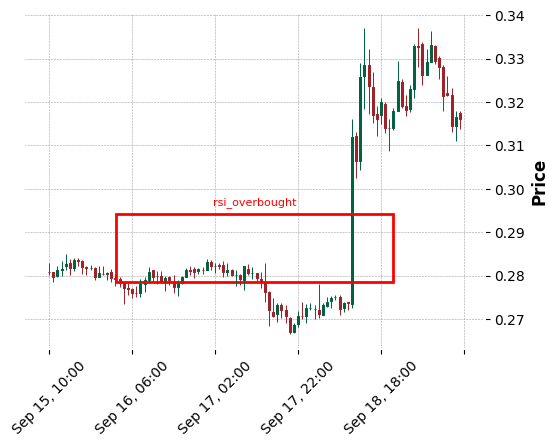 0.34
0.33
0.32
0.31
0.30
0.29
0.28
0.27
Price
rsi_overbought
Sep 15, 10:00
Sep 16, 06:00
Sep 17, 02:00
Sep 17, 22:00
Sep 18, 18:00